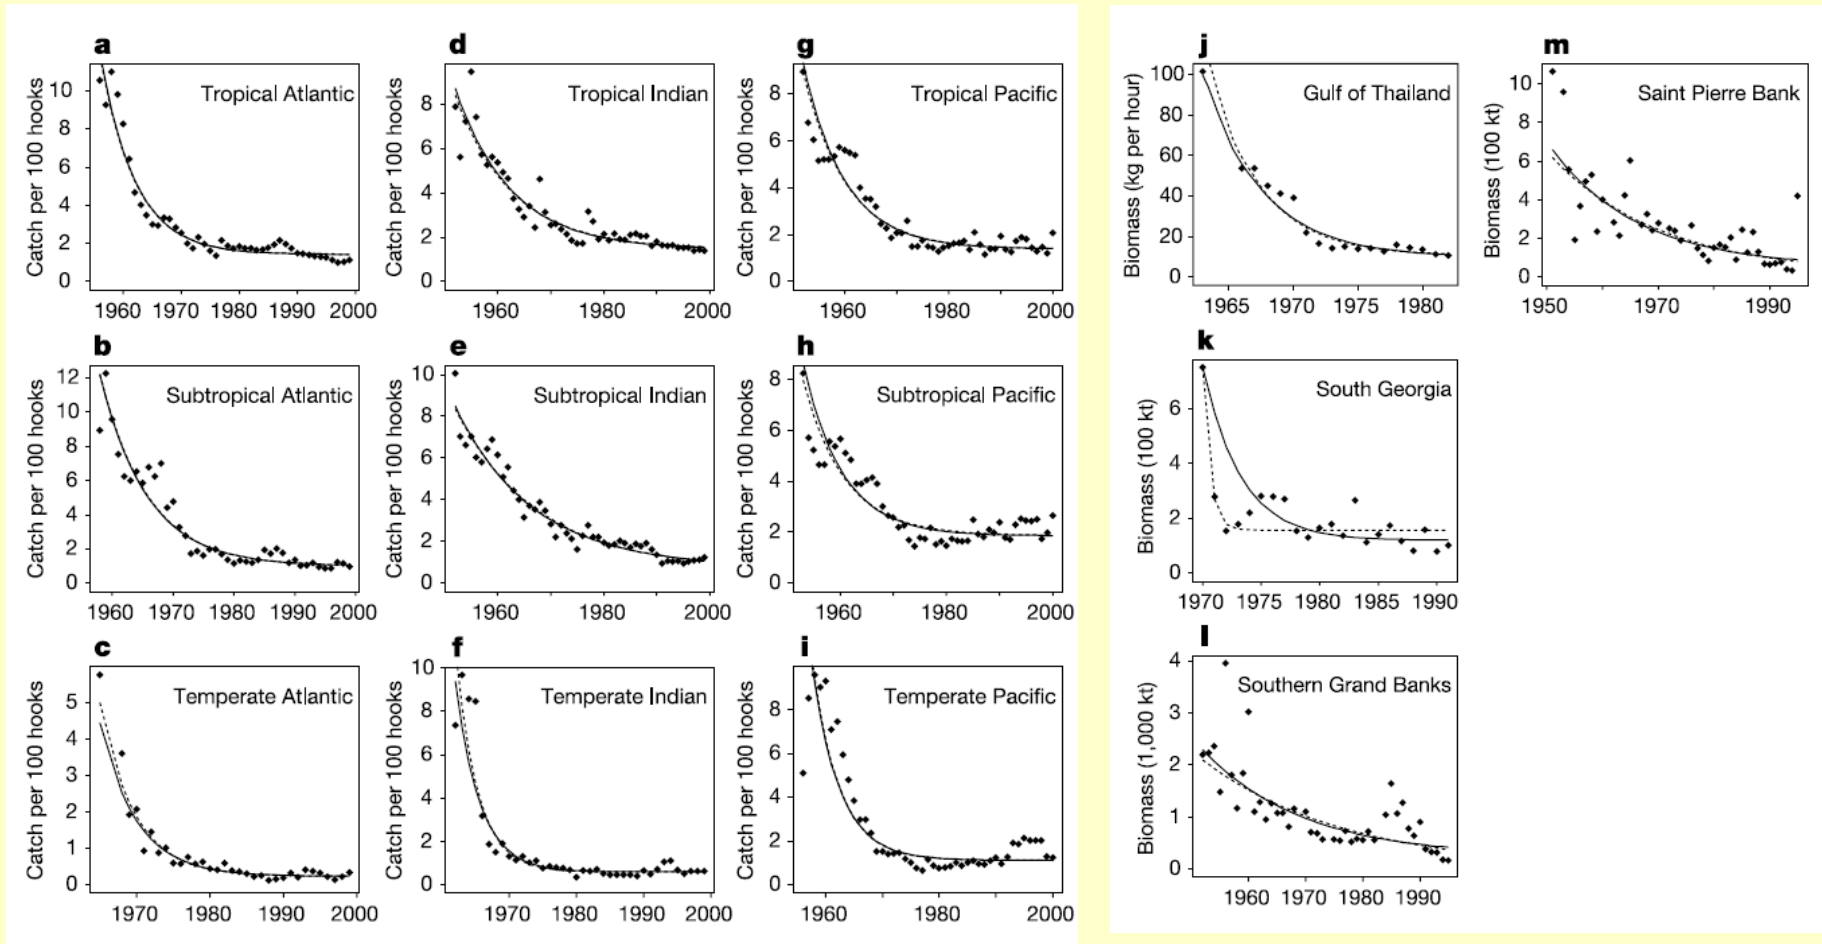 a
Tropical Atlantic
Catch per 100 hooks
10
8
6
4
2
0
1960 1970 1980 1990 2000
d
Tropical Indian
Catch per 100 hooks
8
6
4
2
0
1960 1980 2000
g
Tropical Pacific
Catch per 100 hooks
8
6
4
2
0
1960 1980 2000
b
Subtropical Atlantic
Catch per 100 hooks
12
10
8
6
4
2
0
1960 1970 1980 1990 2000
e
Subtropical Indian
Catch per 100 hooks
10
8
6
4
2
0
1960 1980 2000
h
Subtropical Pacific
Catch per 100 hooks
8
6
4
2
0
1960 1980 2000
c
Temperate Atlantic
Catch per 100 hooks
5
4
3
2
1
0
1970 1980 1990 2000
f
Temperate Indian
Catch per 100 hooks
10
8
6
4
2
0
1970 1980 1990 2000
i
Temperate Pacific
Catch per 100 hooks
8
6
4
2
0
1960 1980 2000
j
Gulf of Thailand
Biomass (kg per hour)
100
80
60
40
20
0
1965 1970 1975 1980
m
Saint Pierre Bank
Biomass (100 kt)
10
8
6
4
2
0
1950 1970 1990
k
South Georgia
Biomass (100 kt)
6
4
2
0
1970 1975 1980 1985 1990
l
Southern Grand Banks
Biomass (1,000 kt)
4
3
2
1
0
1960 1970 1980 1990